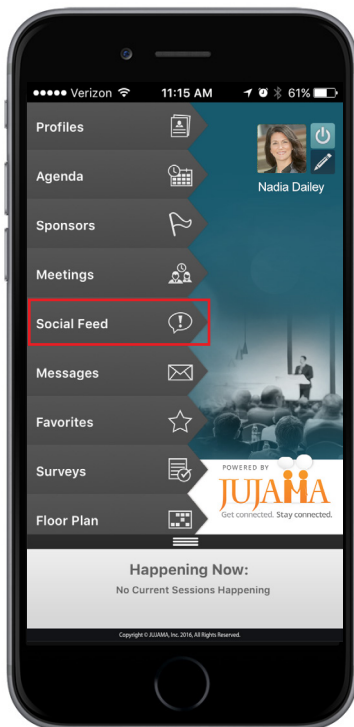 Verizon 11:15 AM 61%
Profiles
Agenda
Nadia Dailey
Sponsors
Meetings
Social Feed
Messages
Favorites
Surveys
POWERED BY
JUJAMA
Get connected. Stay connected.
Floor Plan
Happening Now:
No Current Sessions Happening
Copyright © JUJAMA, Inc. 2016, All Rights Reserved.